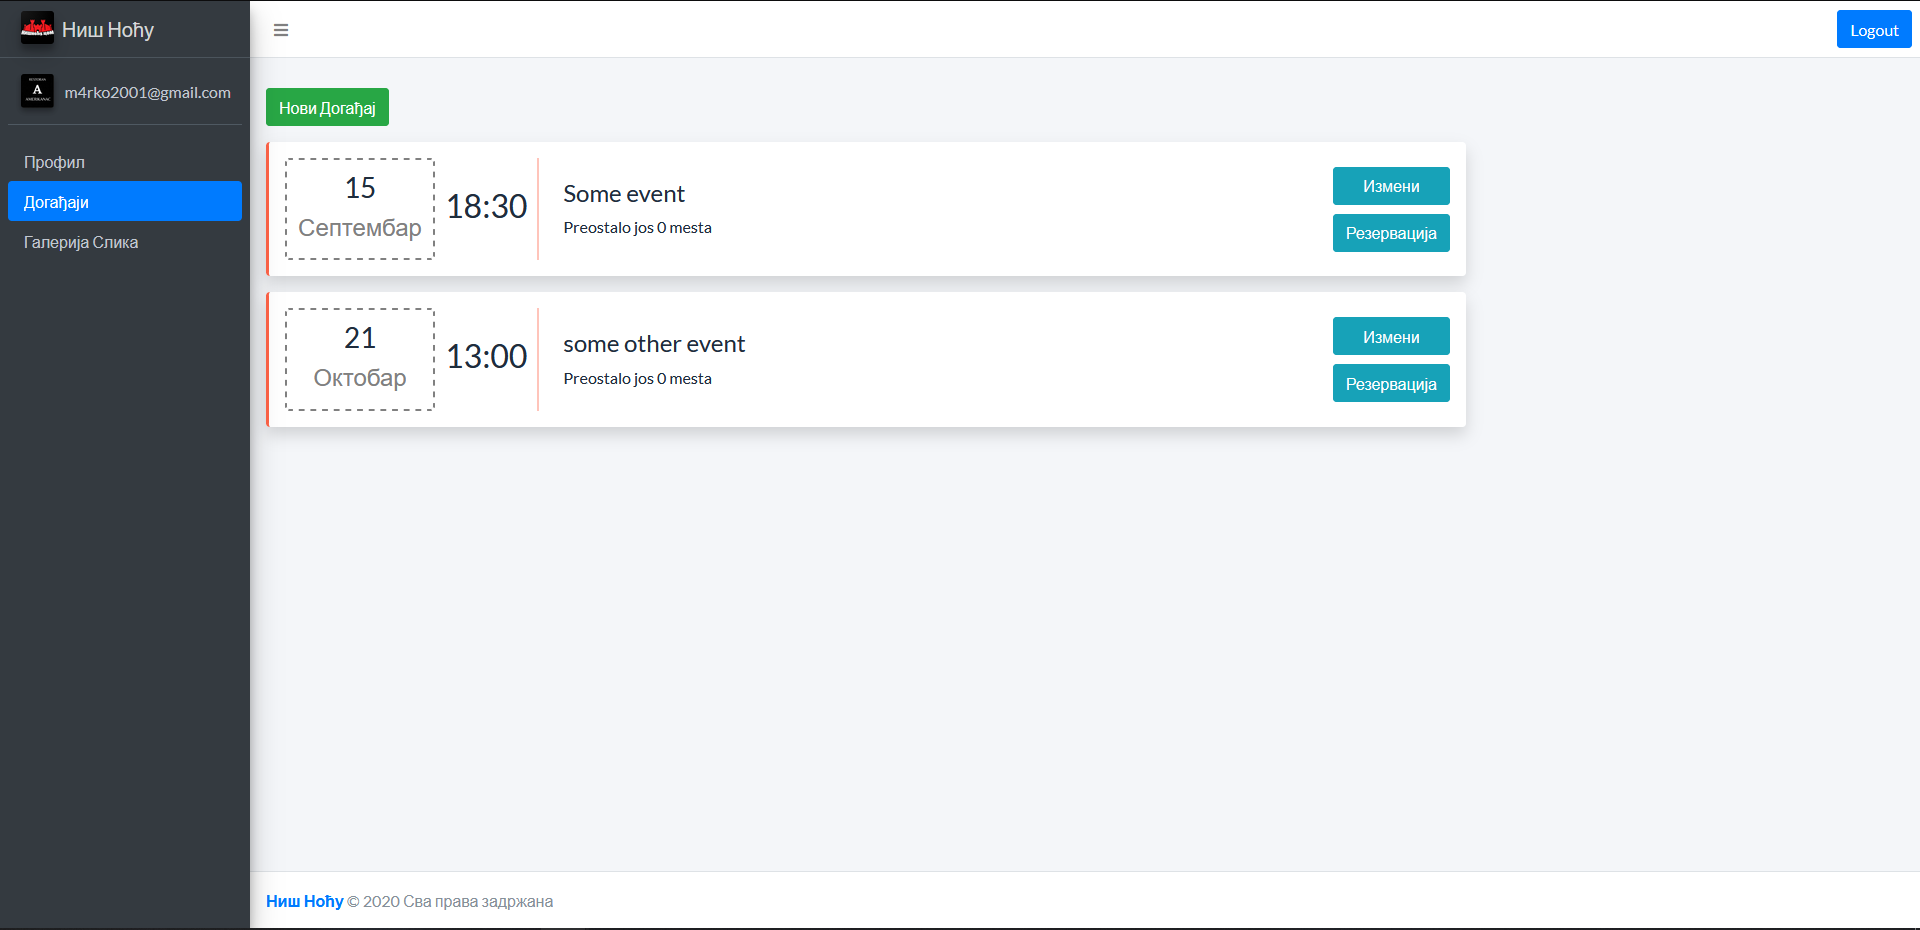 Ниш Ноћу
Logout
RESTORAN
A
AMERIKANAC
m4rko2001@gmail.com
Профил
Догађаји
Галерија Слика
Нови Догађај
15
Септембар
18:30
Some event
Preostalo jos 0 mesta
Измени
Резервација
21
Октобар
13:00
some other event
Preostalo jos 0 mesta
Измени
Резервација
Ниш Ноћу © 2020 Сва права задржана